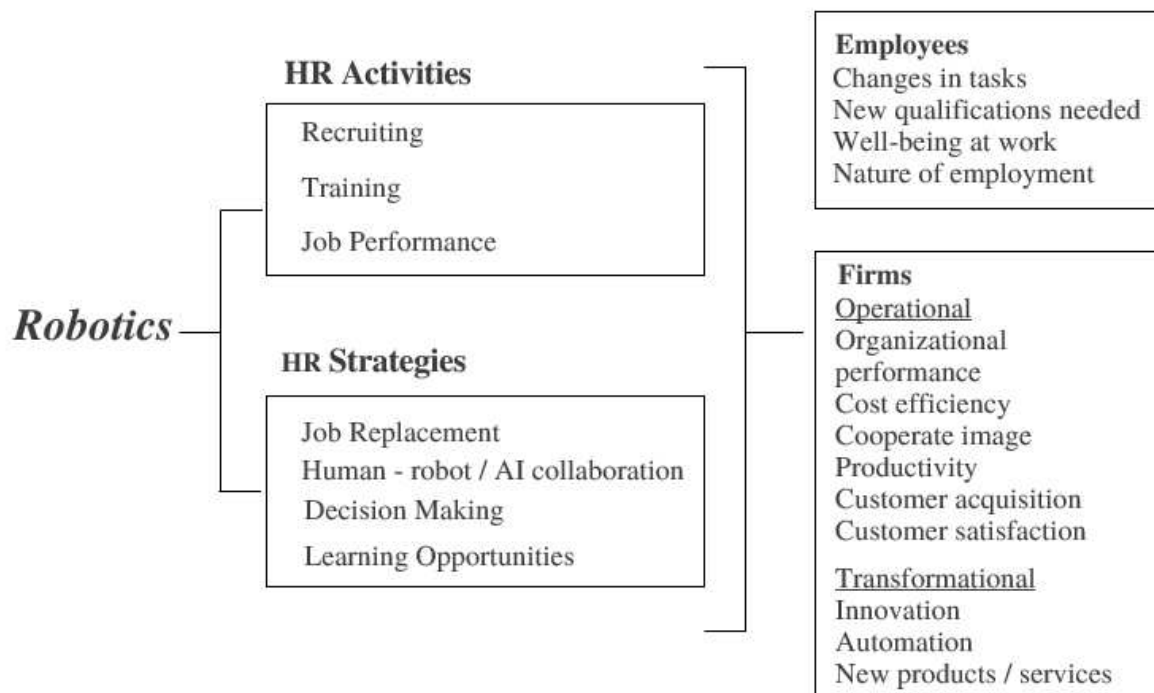 Robotics
HR Activities
Recruiting
Training
Job Performance
HR Strategies
Job Replacement
Human - robot / AI collaboration
Decision Making
Learning Opportunities
Employees
Changes in tasks
New qualifications needed
Well-being at work
Nature of employment
Firms
Operational
Organizational
performance
Cost efficiency
Cooperate image
Productivity
Customer acquisition
Customer satisfaction
Transformational
Innovation
Automation
New products / services